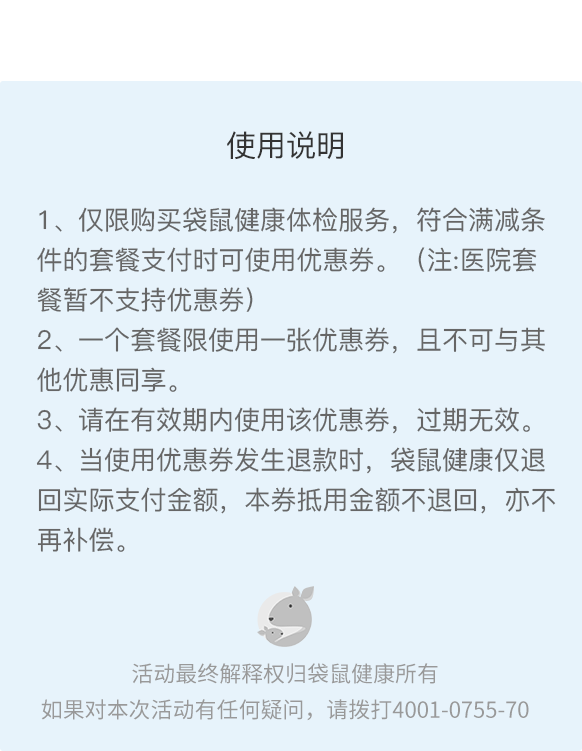 使用说明
1、仅限购买袋鼠健康体检服务，符合满减条
件的套餐支付时可使用优惠券。（注:医院套
餐暂不支持优惠券）
2、一个套餐限使用一张优惠券，且不可与其
他优惠同享。
3、请在有效期内使用该优惠券，过期无效。
4、当使用优惠券发生退款时，袋鼠健康仅退
回实际支付金额，本券抵用金额不退回，亦不
再补偿。
活动最终解释权归袋鼠健康所有
如果对本次活动有任何疑问，请拨打4001-0755-70